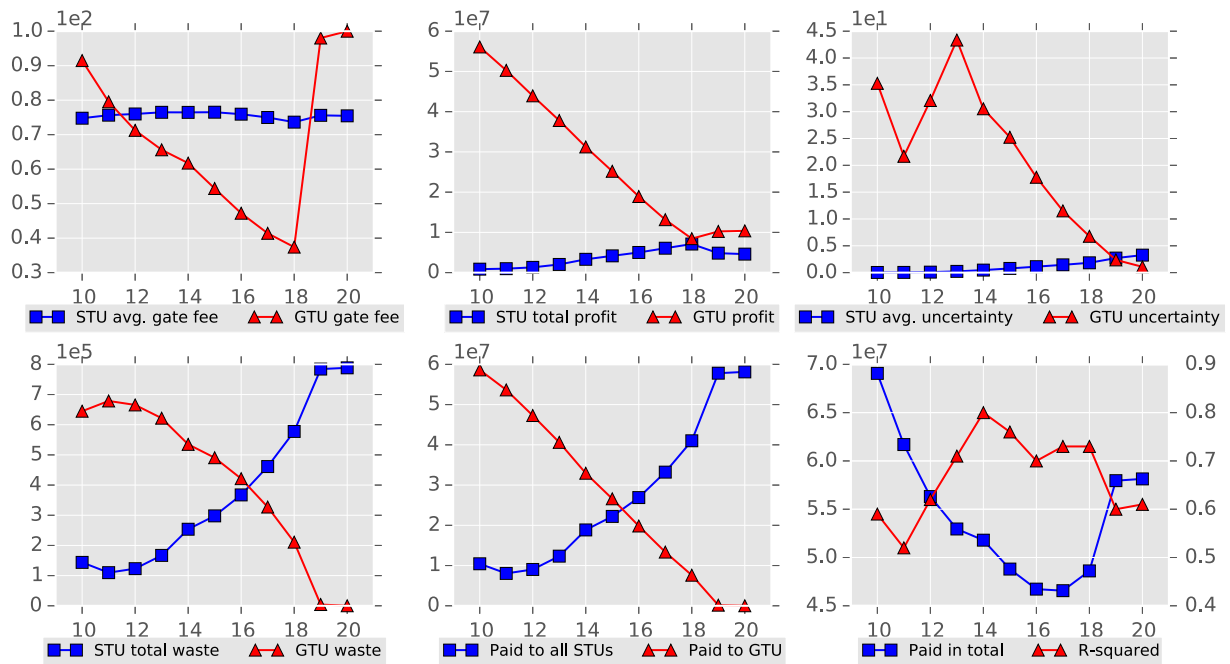 1e2
1.0
0.9
0.8
0.7
0.6
0.5
0.4
0.3
10 12 14 16 18 20
STU avg. gate fee GTU gate fee
1e7
6
5
4
3
2
1
0
10 12 14 16 18 20
STU total profit GTU profit
1e1
4.5
4.0
3.5
3.0
2.5
2.0
1.5
1.0
0.5
0.0
10 12 14 16 18 20
STU avg. uncertainty GTU uncertainty
1e5
8
7
6
5
4
3
2
1
0
10 12 14 16 18 20
STU total waste GTU waste
1e7
6
5
4
3
2
1
0
10 12 14 16 18 20
Paid to all STUs Paid to GTU
1e7
7.0 0.9
6.5 0.8
6.0 0.7
5.5 0.6
5.0 0.5
4.5 0.4
10 12 14 16 18 20
Paid in total R-squared